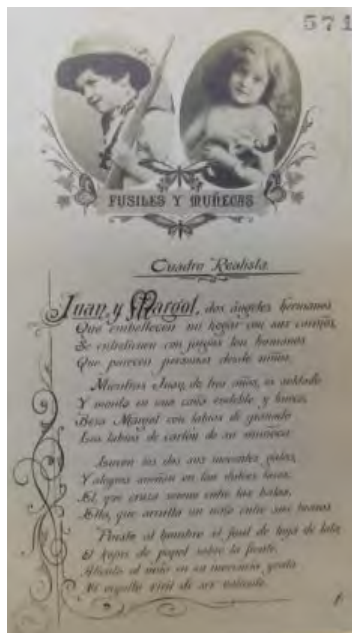 571
FUSILES Y MUÑECAS
Cuadro Realista.
Juan y Margot, dos ángeles hermanos
Que embellecen mi hogar con sus cariños,
Se entretienen con juegos tan humanos
Que parecen personas desde niños.
Mientras Juan, de tres años, es soldado
Y monta en una caña endeble y hueca,
Besa Margot con labios de granado
Los labios de cartón de su muñeca.
Lucen los dos sus inocentes galas,
Y alegres sueñan en tan dulces lazos:
El, que cruza sereno entre las balas,
Ella, que arrulla un niño entre sus brazos.
Puesto al hombro el fusil de hoja de lata,
El kepis de papel sobre la frente,
Alienta al niño en su inocencia grata
El orgullo viril de ser valiente.